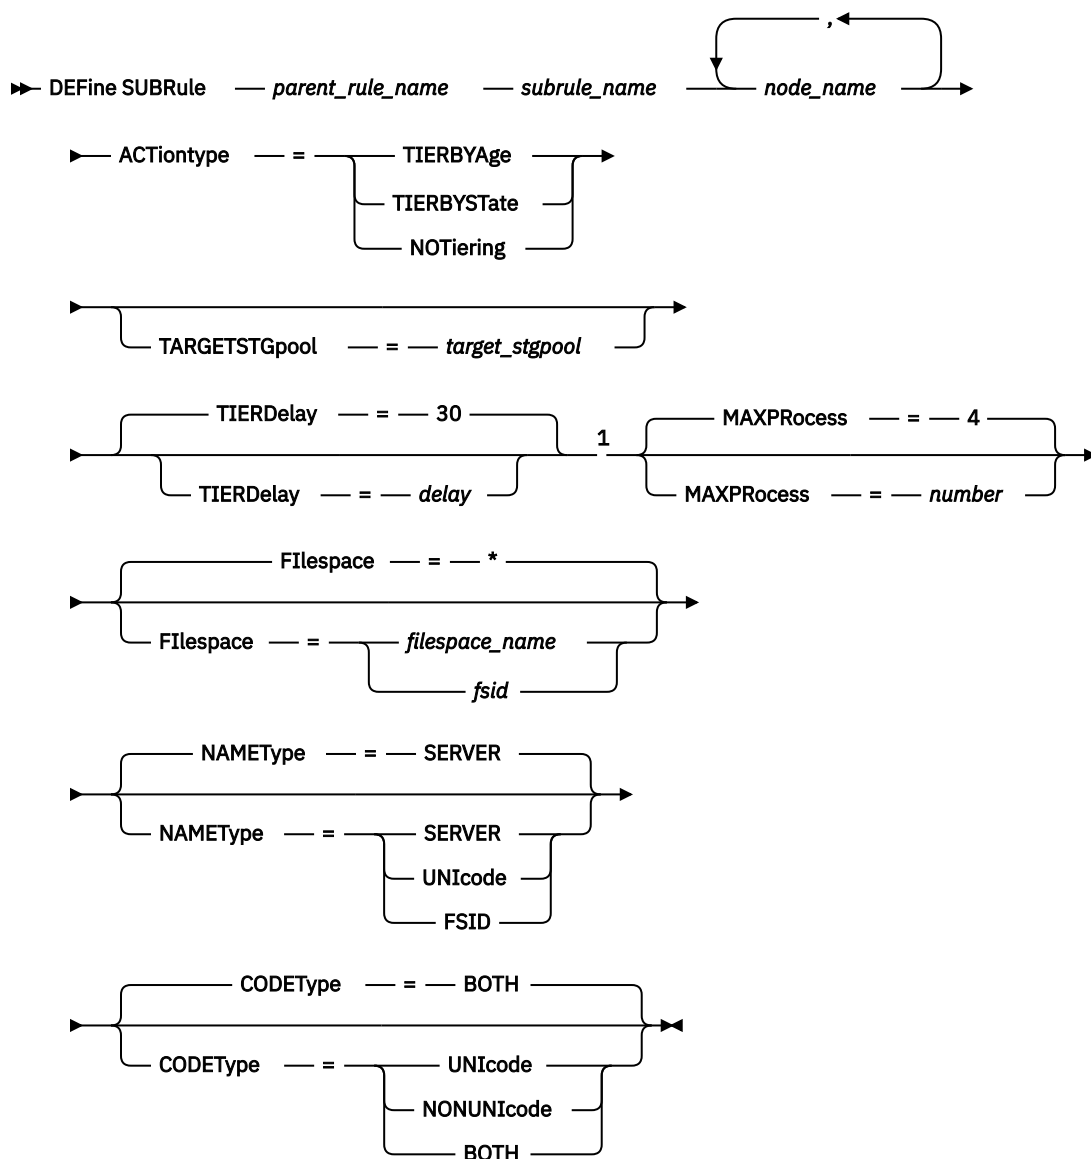 ,
DEFine SUBRule parent_rule_name subrule_name node_name
ACTiontype = TIERBYAge
TIERBYSTate
NOTiering
TARGETSTGpool = target_stgpool
TIERDelay = 30
TIERDelay = delay
1
MAXPRocess = 4
MAXPRocess = number
FIlespace = *
FIlespace = filespace_name
fsid
NAMEType = SERVER
NAMEType = SERVER
UNIcode
FSID
CODEType = BOTH
CODEType = UNIcode
NONUNIcode
BOTH